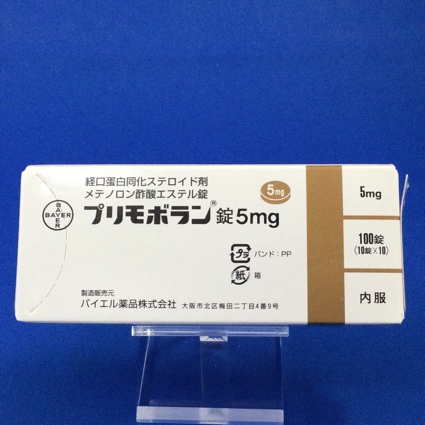 経口蛋白同化ステロイド剤
メテノロン酢酸エステル錠
プリモボラン®錠5mg
BAYER
BAYER
プラ バンド:PP
紙 箱
製造販売元
バイエル薬品株式会社 大阪市北区梅田二丁目4番9号
5mg
5mg
100錠
(10錠×10)
内服